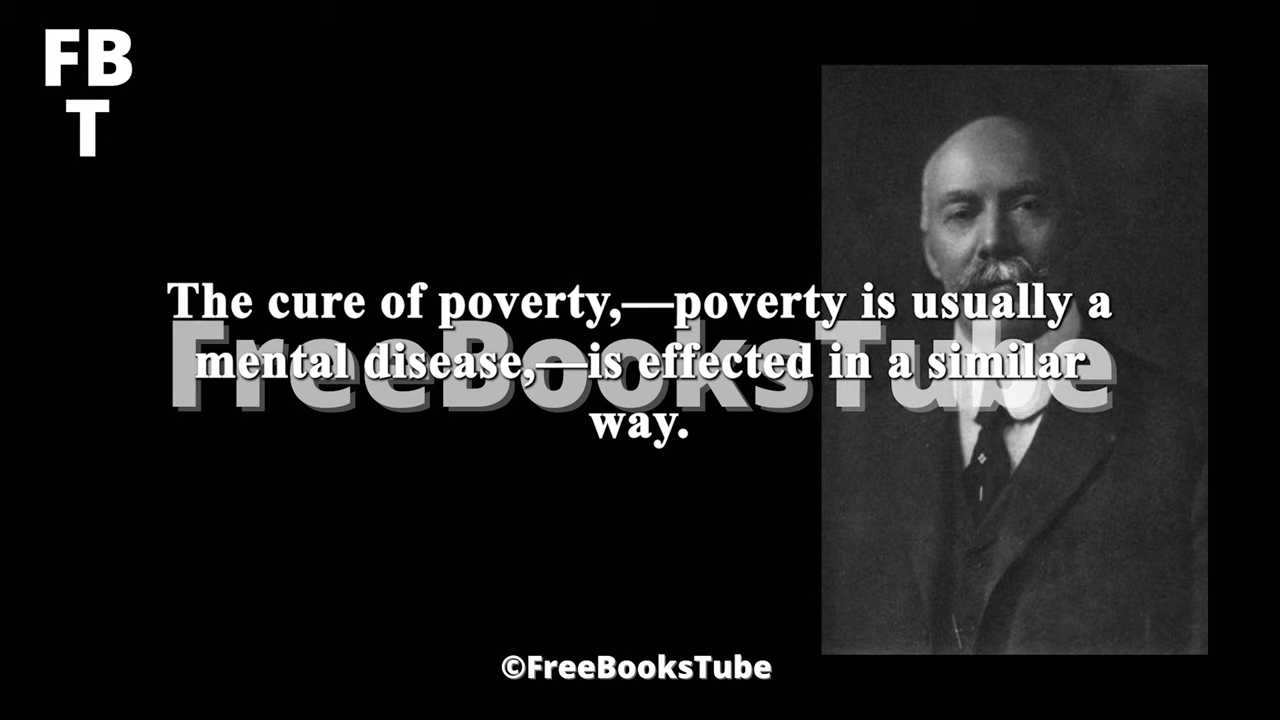 FB
T
The cure of poverty,—poverty is usually a
FreeBooksTube
mental disease,—is effected in a similar
way.
©FreeBooksTube